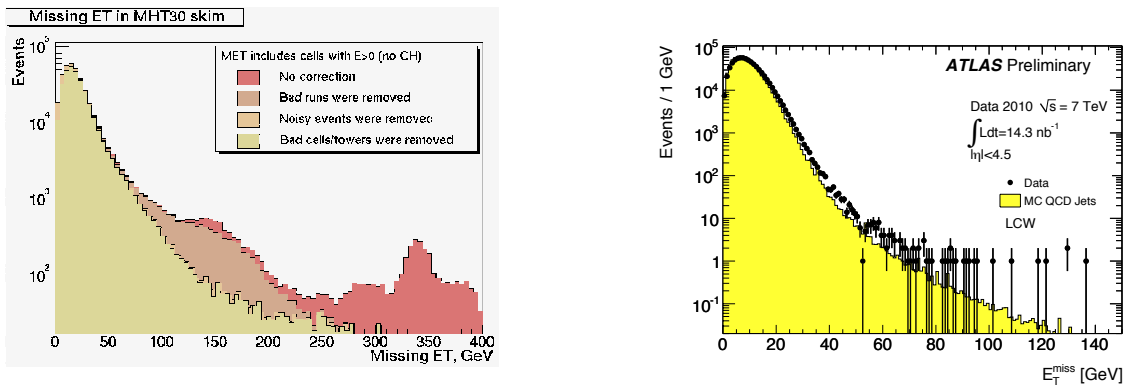 Missing ET in MHT30 skim
Events
10⁵
10⁴
10³
10²
MET includes cells with E>0 (no CH)
No correction
Bad runs were removed
Noisy events were removed
Bad cells/towers were removed
0 50 100 150 200 250 300 350 400
Missing ET, GeV
Events / 1 GeV
10⁵
10⁴
10³
10²
10
1
10⁻¹
ATLAS Preliminary
Data 2010 √s = 7 TeV
∫Ldt=14.3 nb⁻¹
|η|<4.5
Data
MC QCD Jets
LCW
0 20 40 60 80 100 120 140
E_T^miss [GeV]